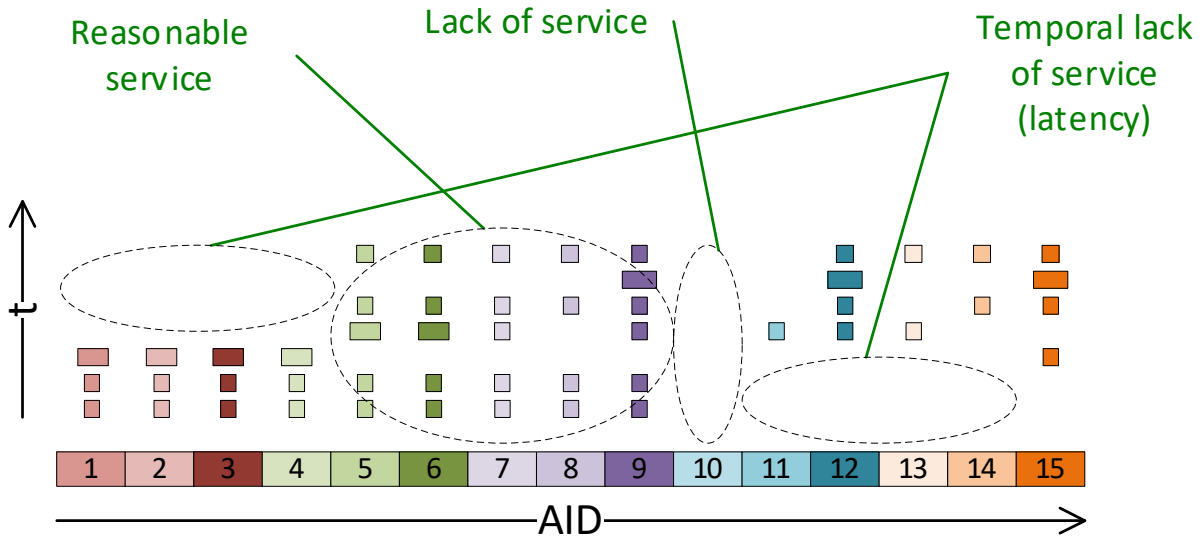 Reasonable
service
Lack of service
Temporal lack
of service
(latency)
t
1 2 3 4 5 6 7 8 9 10 11 12 13 14 15
AID